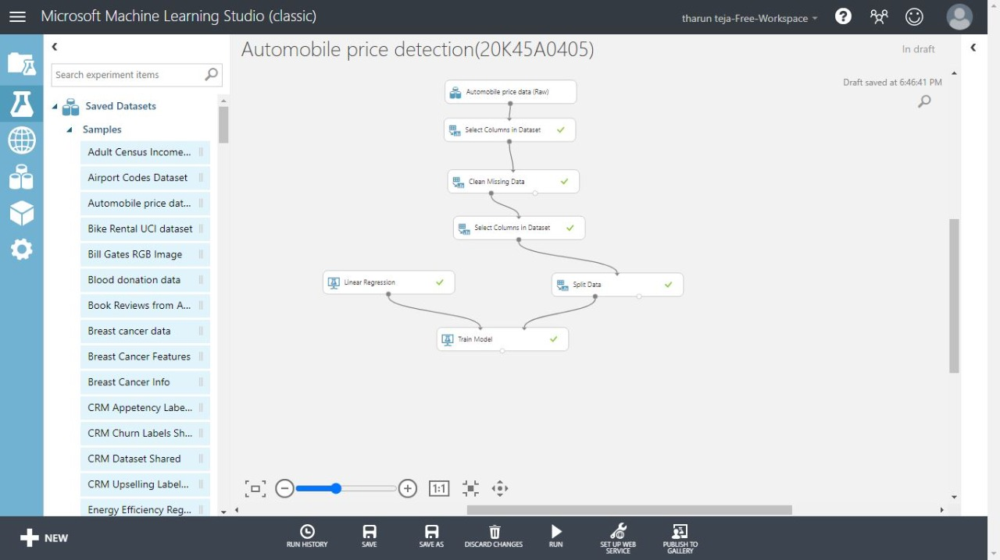 Microsoft Machine Learning Studio (classic)
tharun teja-Free-Workspace
?
Search experiment items
Saved Datasets
Samples
Adult Census Income...
Airport Codes Dataset
Automobile price dat...
Bike Rental UCI dataset
Bill Gates RGB Image
Blood donation data
Book Reviews from A...
Breast cancer data
Breast Cancer Features
Breast Cancer Info
CRM Appetency Labe...
CRM Churn Labels Sh...
CRM Dataset Shared
CRM Upselling Label...
Energy Efficiency Reg...
Automobile price detection(20K45A0405)
In draft
Draft saved at 6:46:41 PM
Automobile price data (Raw)
Select Columns in Dataset
Clean Missing Data
Select Columns in Dataset
Linear Regression
Split Data
Train Model
1:1
NEW
RUN HISTORY
SAVE
SAVE AS
DISCARD CHANGES
RUN
SET UP WEB
SERVICE
PUBLISH TO
GALLERY